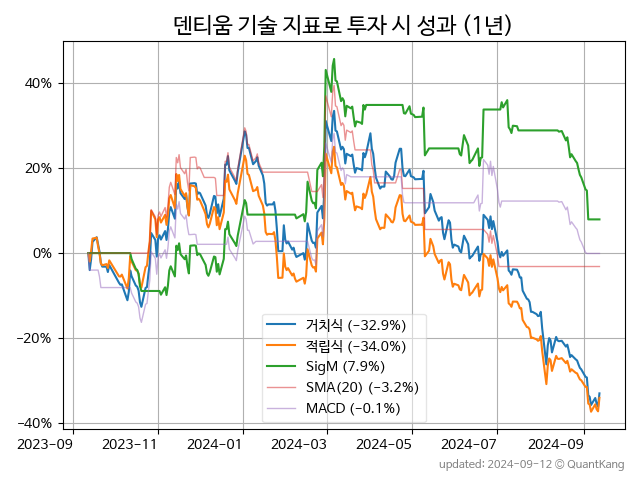 덴티움 기술 지표로 투자 시 성과 (1년)
40%
20%
0%
−20%
−40%
거치식 (−32.9%)
적립식 (−34.0%)
SigM (7.9%)
SMA(20) (−3.2%)
MACD (−0.1%)
2023-09 2023-11 2024-01 2024-03 2024-05 2024-07 2024-09
updated: 2024-09-12 © QuantKang